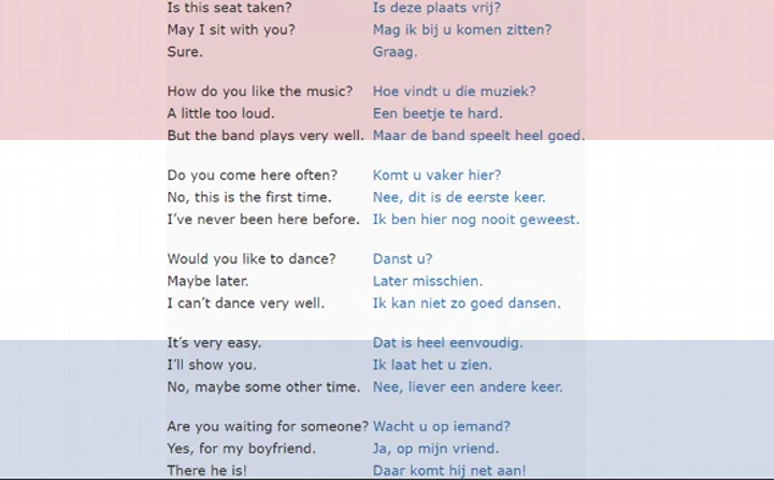 Is this seat taken? Is deze plaats vrij?
May I sit with you? Mag ik bij u komen zitten?
Sure. Graag.
How do you like the music? Hoe vindt u die muziek?
A little too loud. Een beetje te hard.
But the band plays very well. Maar de band speelt heel goed.
Do you come here often? Komt u vaker hier?
No, this is the first time. Nee, dit is de eerste keer.
I’ve never been here before. Ik ben hier nog nooit geweest.
Would you like to dance? Danst u?
Maybe later. Later misschien.
I can’t dance very well. Ik kan niet zo goed dansen.
It’s very easy. Dat is heel eenvoudig.
I’ll show you. Ik laat het u zien.
No, maybe some other time. Nee, liever een andere keer.
Are you waiting for someone? Wacht u op iemand?
Yes, for my boyfriend. Ja, op mijn vriend.
There he is! Daar komt hij net aan!